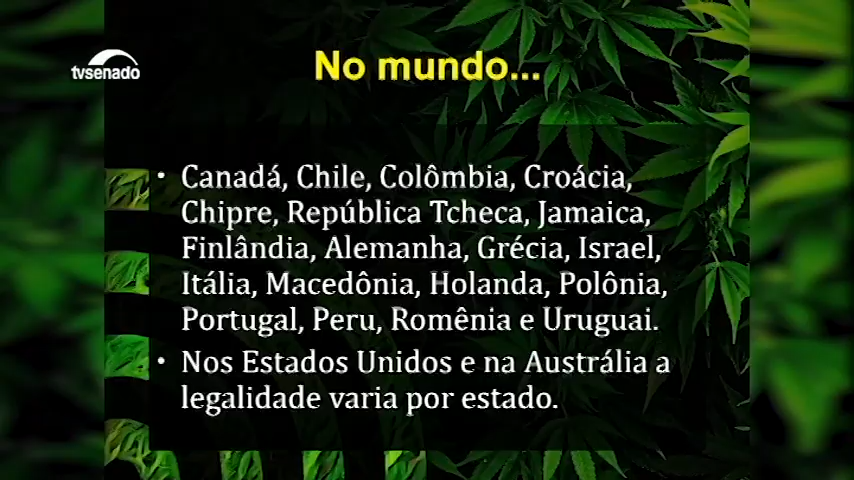 tvsenado
No mundo...
• Canadá, Chile, Colômbia, Croácia,
Chipre, República Tcheca, Jamaica,
Finlândia, Alemanha, Grécia, Israel,
Itália, Macedônia, Holanda, Polônia,
Portugal, Peru, Romênia e Uruguai.
• Nos Estados Unidos e na Austrália a
legalidade varia por estado.